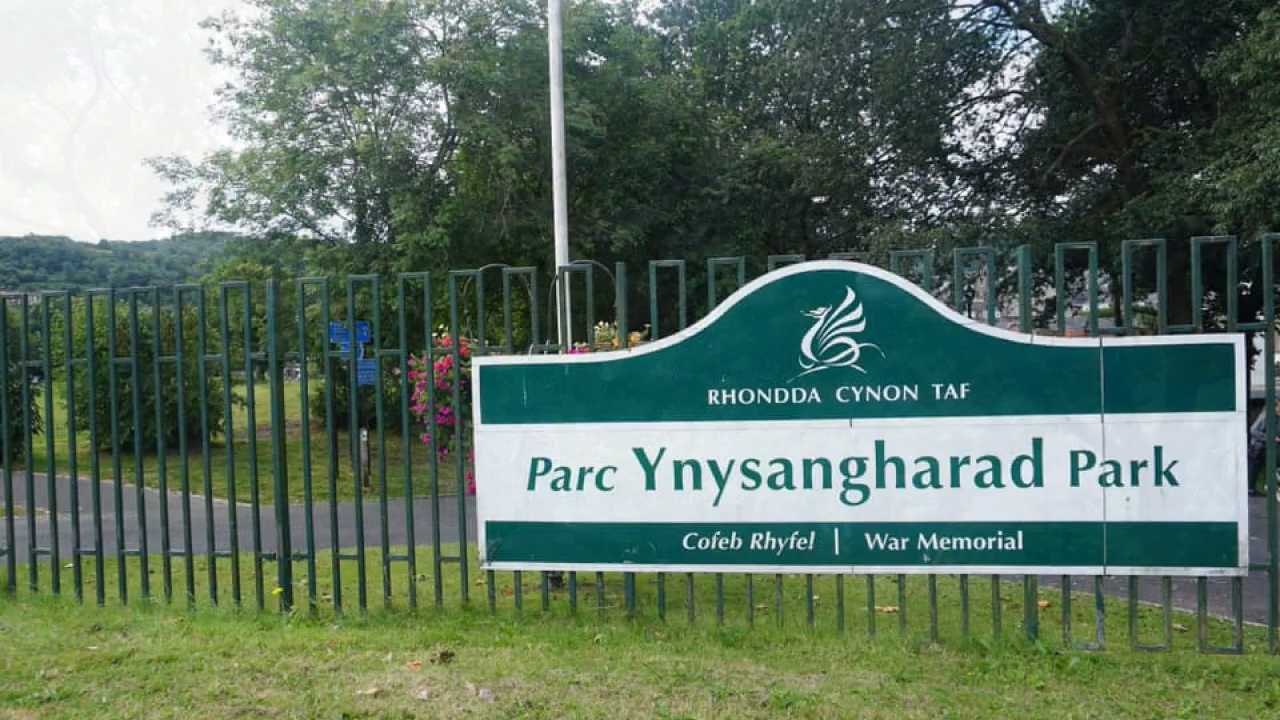 RHONDDA CYNON TAF
Parc Ynysangharad Park
Cofeb Rhyfel | War Memorial